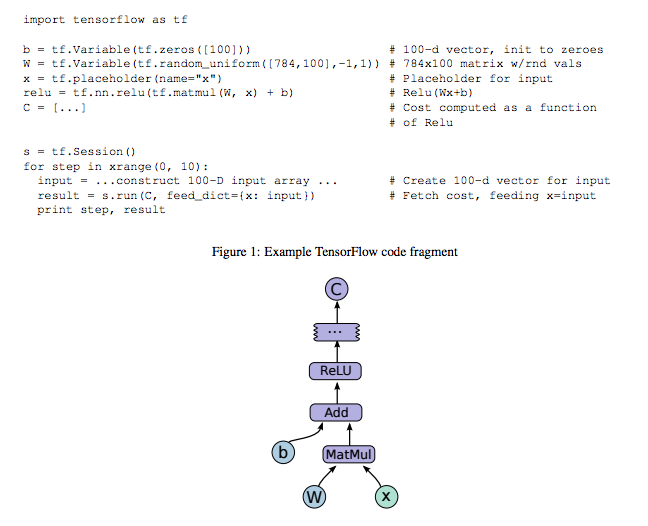 import tensorflow as tf
b = tf.Variable(tf.zeros([100])) # 100-d vector, init to zeroes
W = tf.Variable(tf.random_uniform([784,100],-1,1)) # 784x100 matrix w/rnd vals
x = tf.placeholder(name="x") # Placeholder for input
relu = tf.nn.relu(tf.matmul(W, x) + b) # Relu(Wx+b)
C = [...] # Cost computed as a function
# of Relu
s = tf.Session()
for step in xrange(0, 10):
input = ...construct 100-D input array ... # Create 100-d vector for input
result = s.run(C, feed_dict={x: input}) # Fetch cost, feeding x=input
print step, result
Figure 1: Example TensorFlow code fragment
C
...
ReLU
Add
b
MatMul
W
x